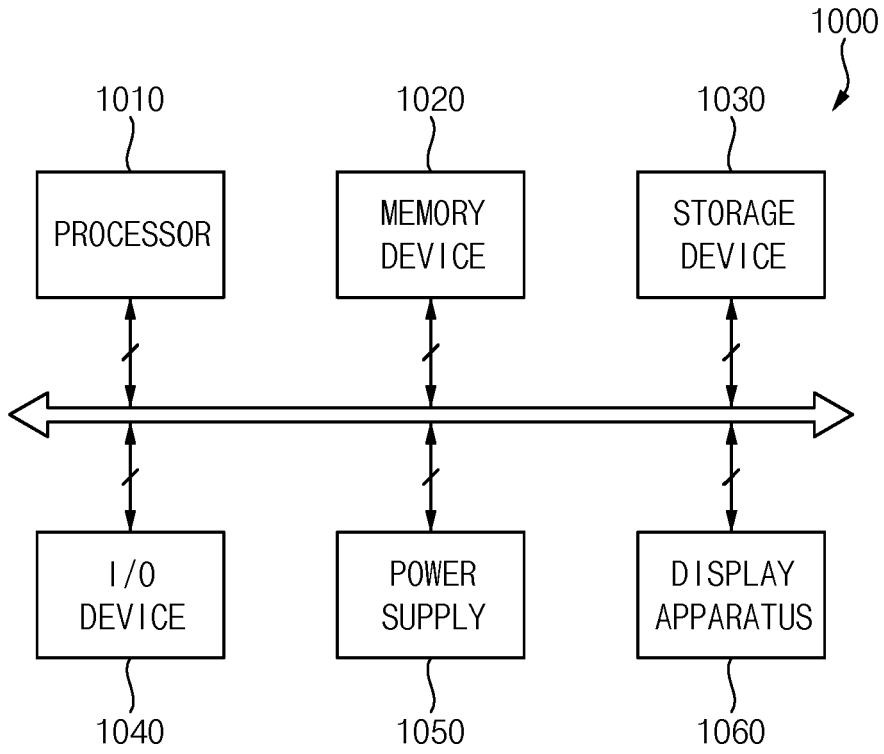 1000
1010
1020
1030
PROCESSOR
MEMORY
DEVICE
STORAGE
DEVICE
I/O
DEVICE
POWER
SUPPLY
DISPLAY
APPARATUS
1040
1050
1060